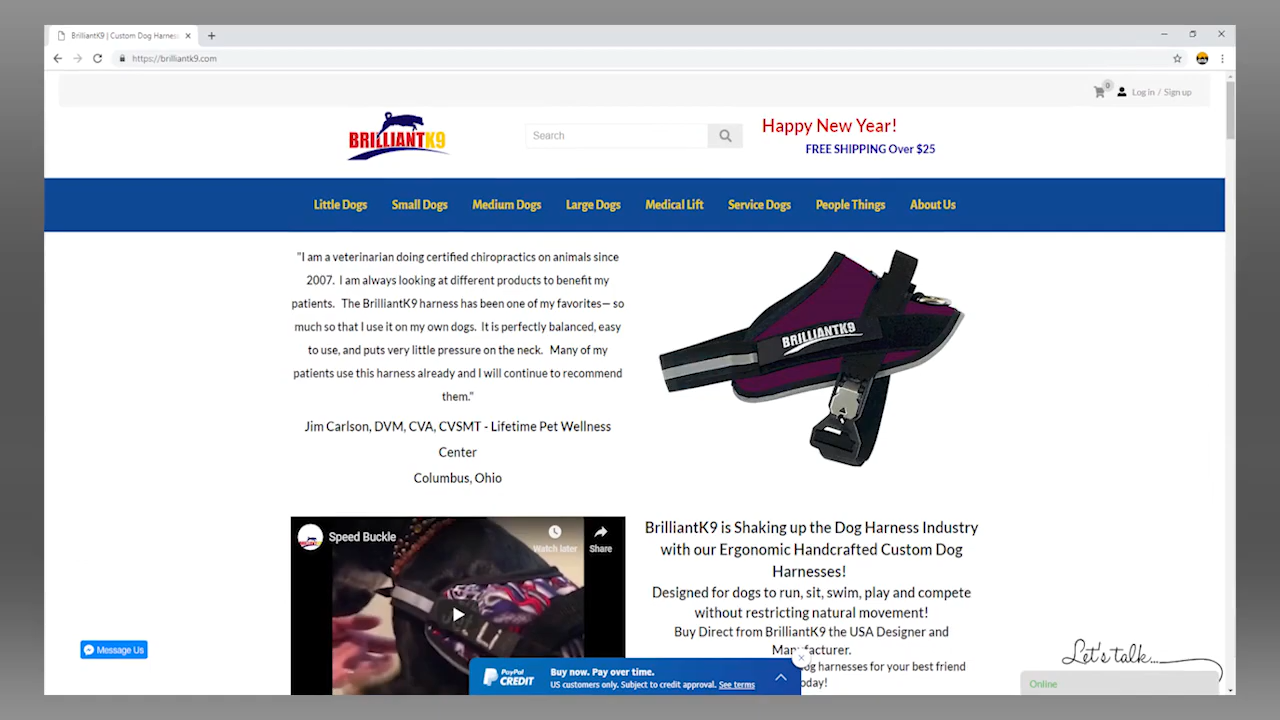 BrilliantK9 | Custom Dog Harness
https://brilliantk9.com
0
Log in / Sign up
BRILLIANTK9
Search
Happy New Year!
FREE SHIPPING Over $25
Little Dogs
Small Dogs
Medium Dogs
Large Dogs
Medical Lift
Service Dogs
People Things
About Us
"I am a veterinarian doing certified chiropractics on animals since
2007. I am always looking at different products to benefit my
patients. The BrilliantK9 harness has been one of my favorites— so
much so that I use it on my own dogs. It is perfectly balanced, easy
to use, and puts very little pressure on the neck. Many of my
patients use this harness already and I will continue to recommend
them."
Jim Carlson, DVM, CVA, CVSMT - Lifetime Pet Wellness
Center
Columbus, Ohio
BRILLIANTK9
Speed Buckle
Watch later
Share
BrilliantK9 is Shaking up the Dog Harness Industry
with our Ergonomic Handcrafted Custom Dog
Harnesses!
Designed for dogs to run, sit, swim, play and compete
without restricting natural movement!
Buy Direct from BrilliantK9 the USA Designer and
Manufacturer.
harnesses for your best friend
Message Us
PayPal
CREDIT
Buy now. Pay over time.
US customers only. Subject to credit approval. See terms
Let's talk...
Online